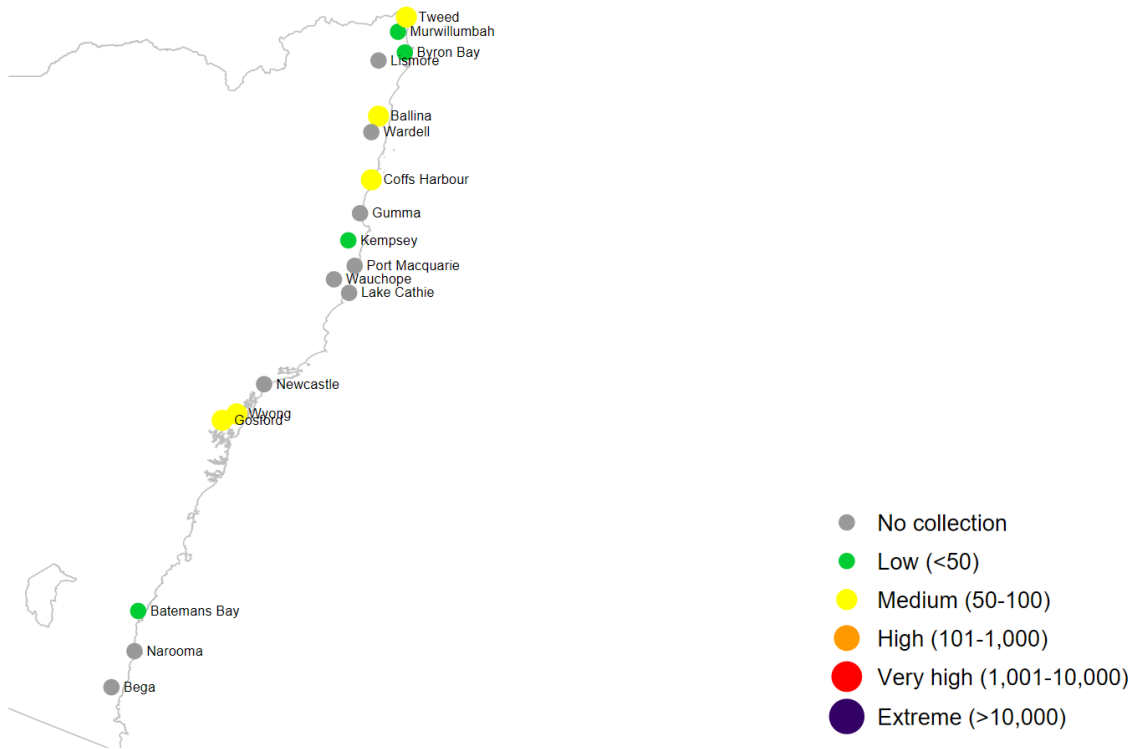 Tweed
Murwillumbah
Byron Bay
Lismore
Ballina
Wardell
Coffs Harbour
Gumma
Kempsey
Port Macquarie
Wauchope
Lake Cathie
Newcastle
Wyong
Gosford
Batemans Bay
Narooma
Bega
No collection
Low (<50)
Medium (50-100)
High (101-1,000)
Very high (1,001-10,000)
Extreme (>10,000)